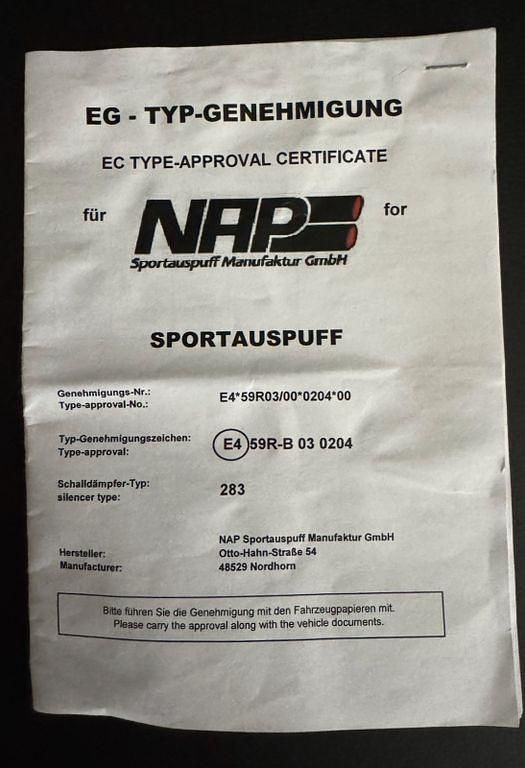 EG - TYP-GENEHMIGUNG
EC TYPE-APPROVAL CERTIFICATE
für NAP for
Sportauspuff Manufaktur GmbH
SPORTAUSPUFF
Genehmigungs-Nr.:
Type-approval-No.: E4*59R03/00*0204*00
Typ-Genehmigungszeichen:
Type-approval: E4 59R-B 03 0204
Schalldämpfer-Typ:
silencer type: 283
NAP Sportauspuff Manufaktur GmbH
Hersteller: Otto-Hahn-Straße 54
Manufacturer: 48529 Nordhorn
Bitte führen Sie die Genehmigung mit den Fahrzeugpapieren mit.
Please carry the approval along with the vehicle documents.